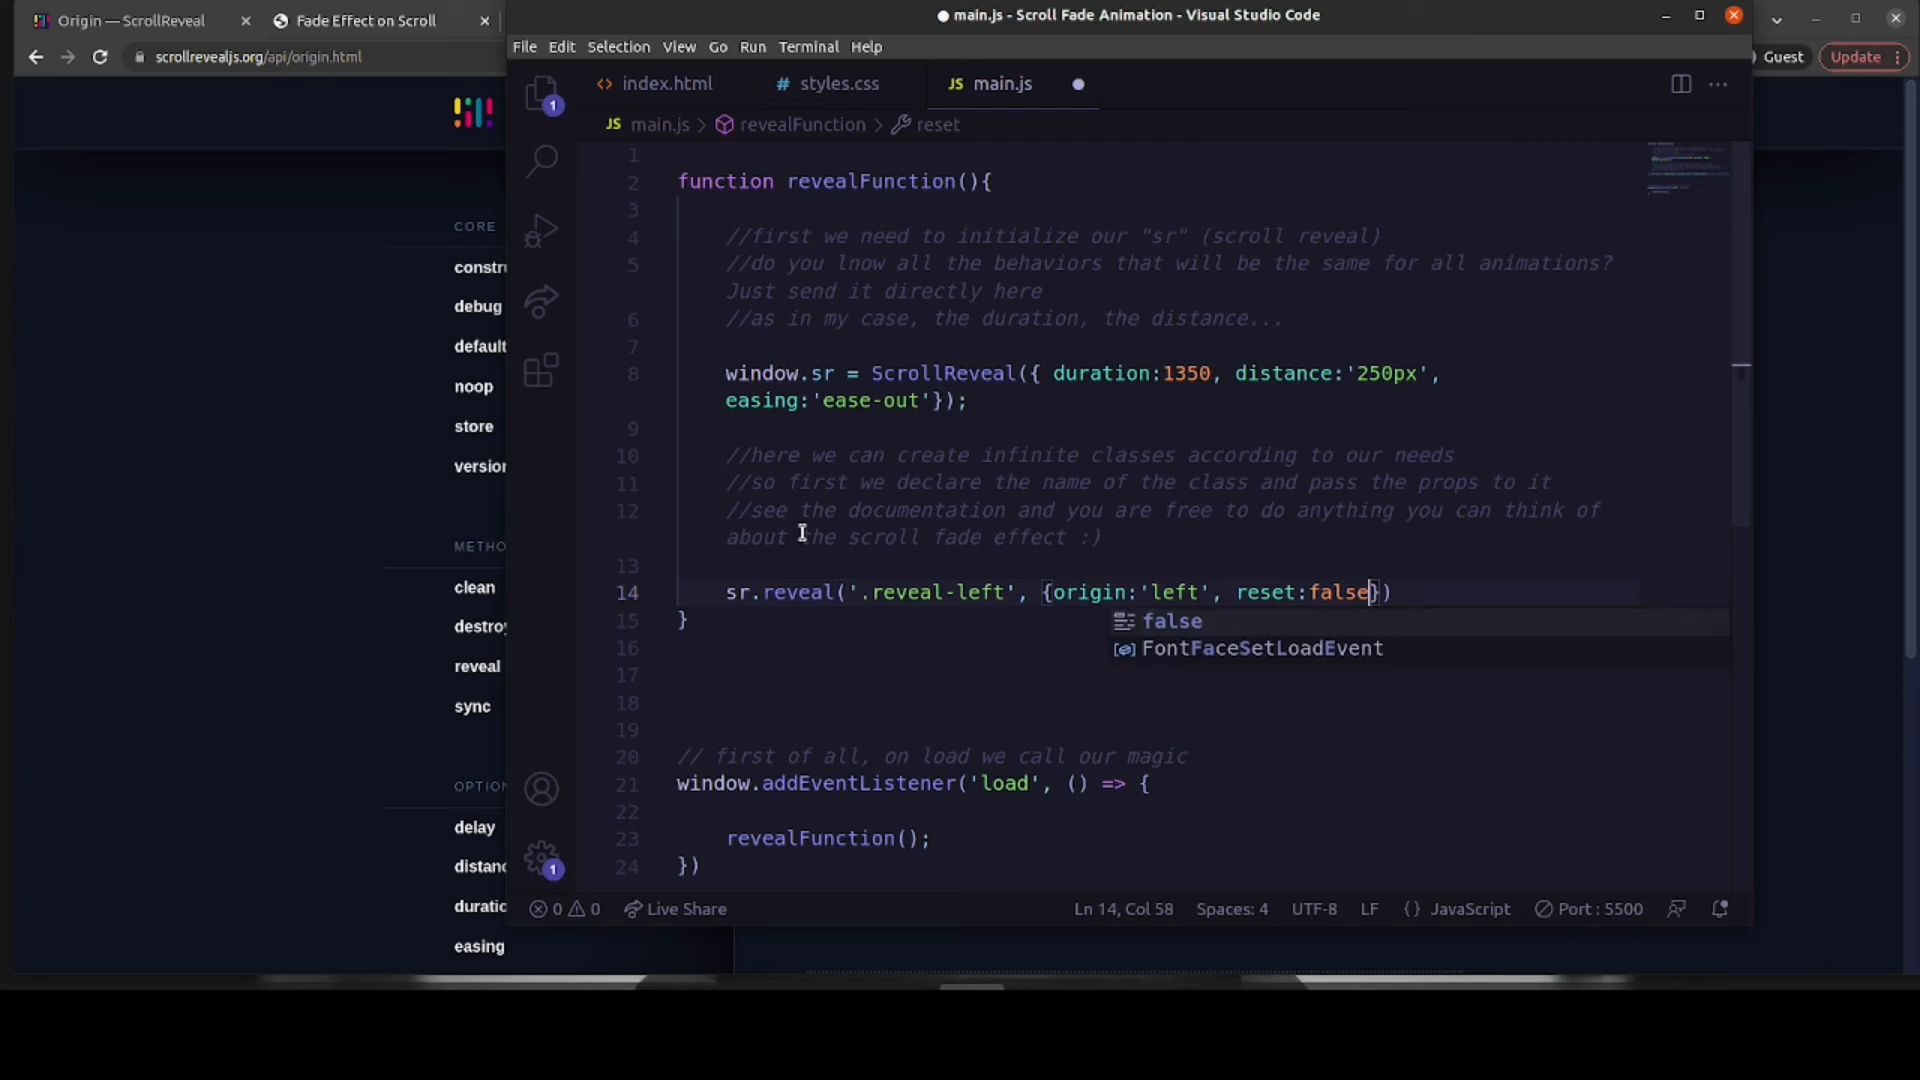 Origin — ScrollReveal
Fade Effect on Scroll
main.js - Scroll Fade Animation - Visual Studio Code
scrollrevealjs.org/api/origin.html
File Edit Selection View Go Run Terminal Help
Guest
Update
index.html
# styles.css
JS main.js
1
JS main.js > revealFunction > reset
1
2 function revealFunction(){
3
4 //first we need to initialize our "sr" (scroll reveal)
5 //do you lnow all the behaviors that will be the same for all animations?
Just send it directly here
6 //as in my case, the duration, the distance...
7
8 window.sr = ScrollReveal({ duration:1350, distance:'250px',
easing:'ease-out'});
9
10 //here we can create infinite classes according to our needs
11 //so first we declare the name of the class and pass the props to it
12 //see the documentation and you are free to do anything you can think of
about the scroll fade effect :)
13
14 sr.reveal('.reveal-left', {origin:'left', reset:false})
15 }
false
16
FontFaceSetLoadEvent
17
18
19
20 // first of all, on load we call our magic
21 window.addEventListener('load', () => {
22
23 revealFunction();
24 })
1
0 0 Live Share
Ln 14, Col 58 Spaces: 4 UTF-8 LF {} JavaScript Port : 5500
CORE
constru
debug
default
noop
store
version
METHO
clean
destroy
reveal
sync
OPTION
delay
distanc
duratio
easing